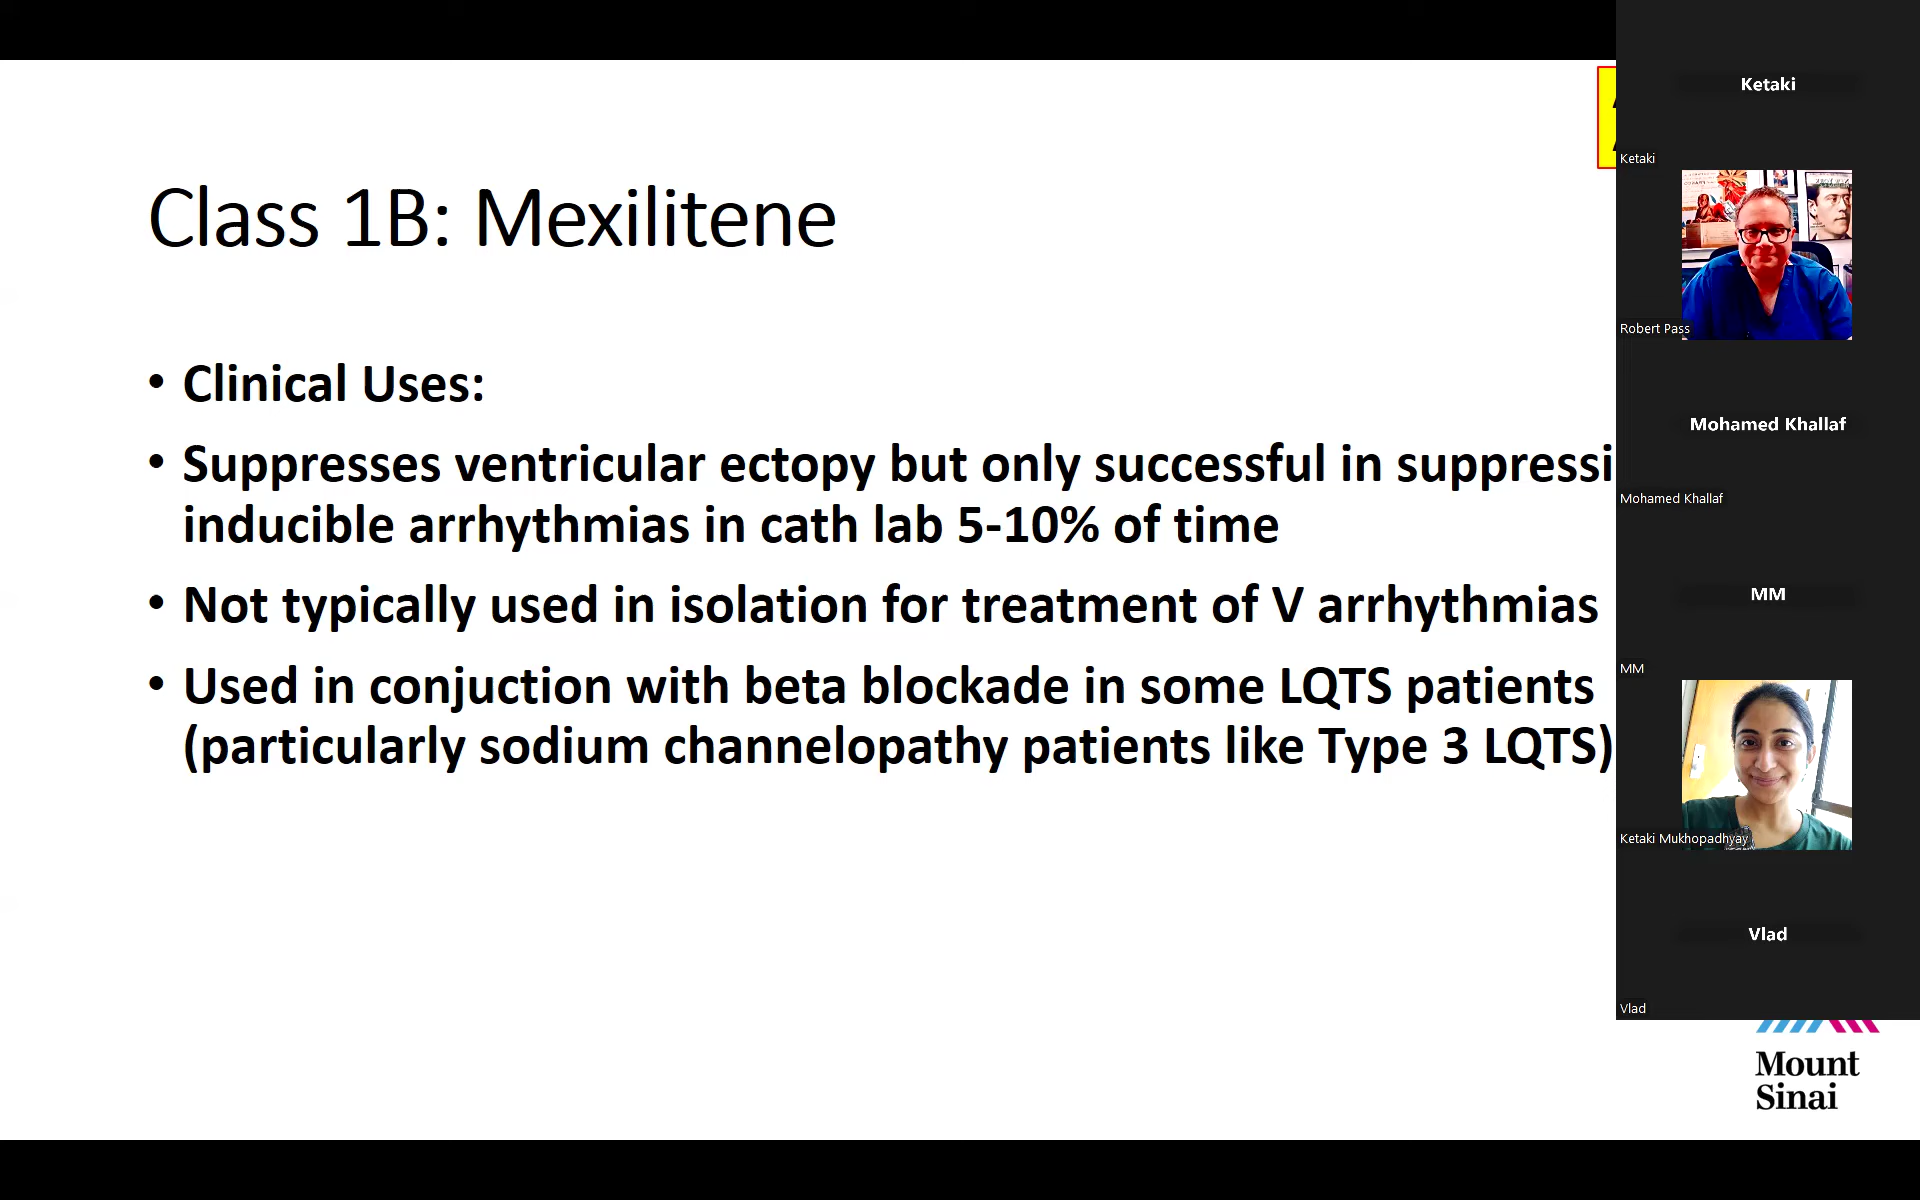 Class 1B: Mexilitene
• Clinical Uses:
• Suppresses ventricular ectopy but only successful in suppressi
inducible arrhythmias in cath lab 5-10% of time
• Not typically used in isolation for treatment of V arrhythmias
• Used in conjuction with beta blockade in some LQTS patients
(particularly sodium channelopathy patients like Type 3 LQTS)
Ketaki
Ketaki
Robert Pass
Mohamed Khallaf
Mohamed Khallaf
MM
MM
Ketaki Mukhopadhyay
Vlad
Vlad
Mount
Sinai